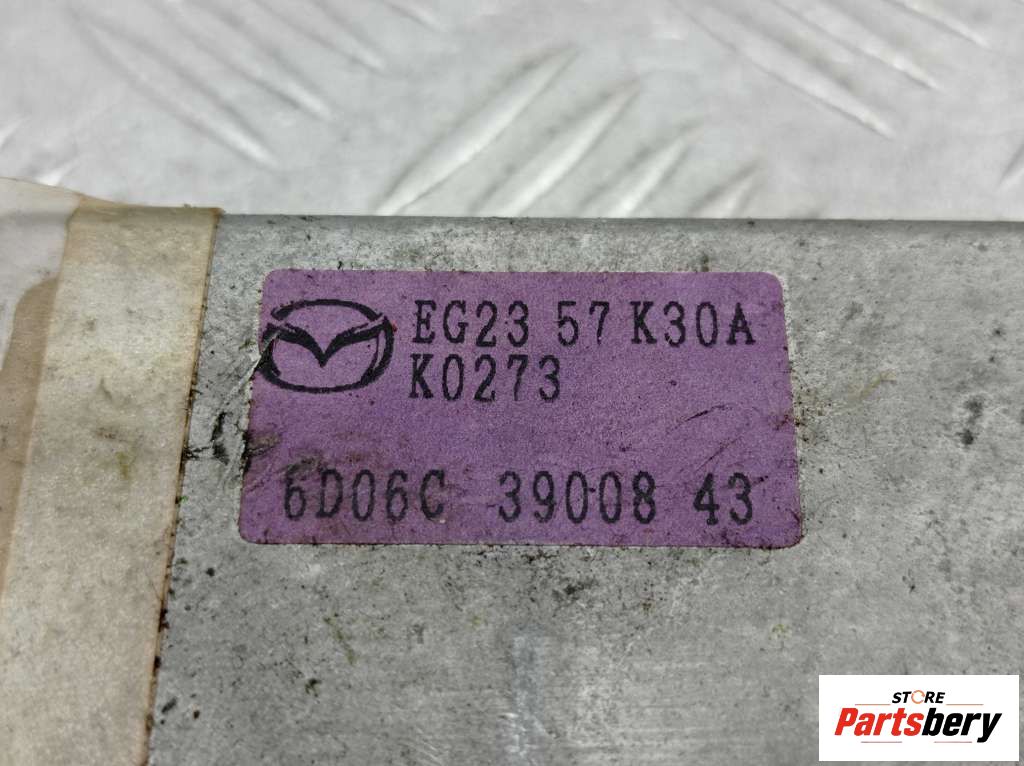 EG23 57 K30A
K0273
6D06C 39008 43
STORE
Partsbery